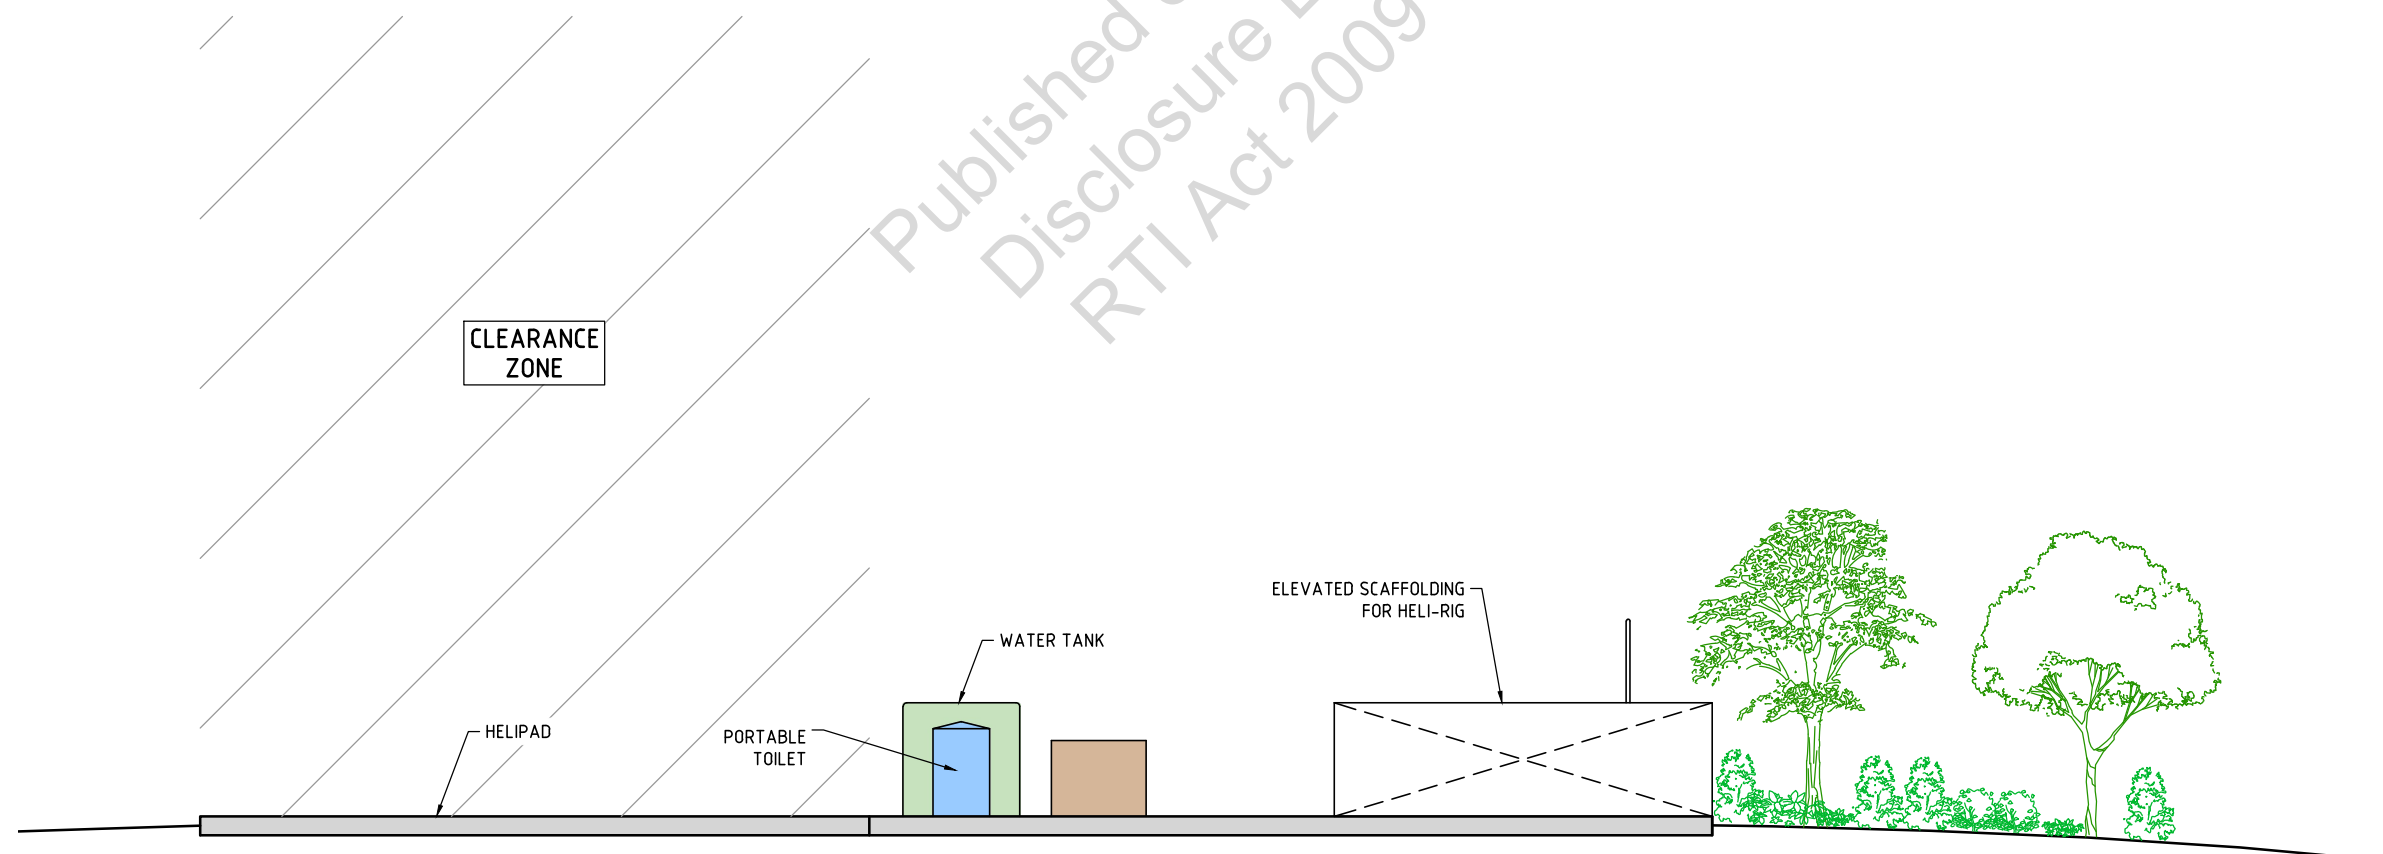 Published
Disclosure
RTI Act 2009
CLEARANCE
ZONE
ELEVATED SCAFFOLDING
FOR HELI-RIG
WATER TANK
HELIPAD
PORTABLE
TOILET